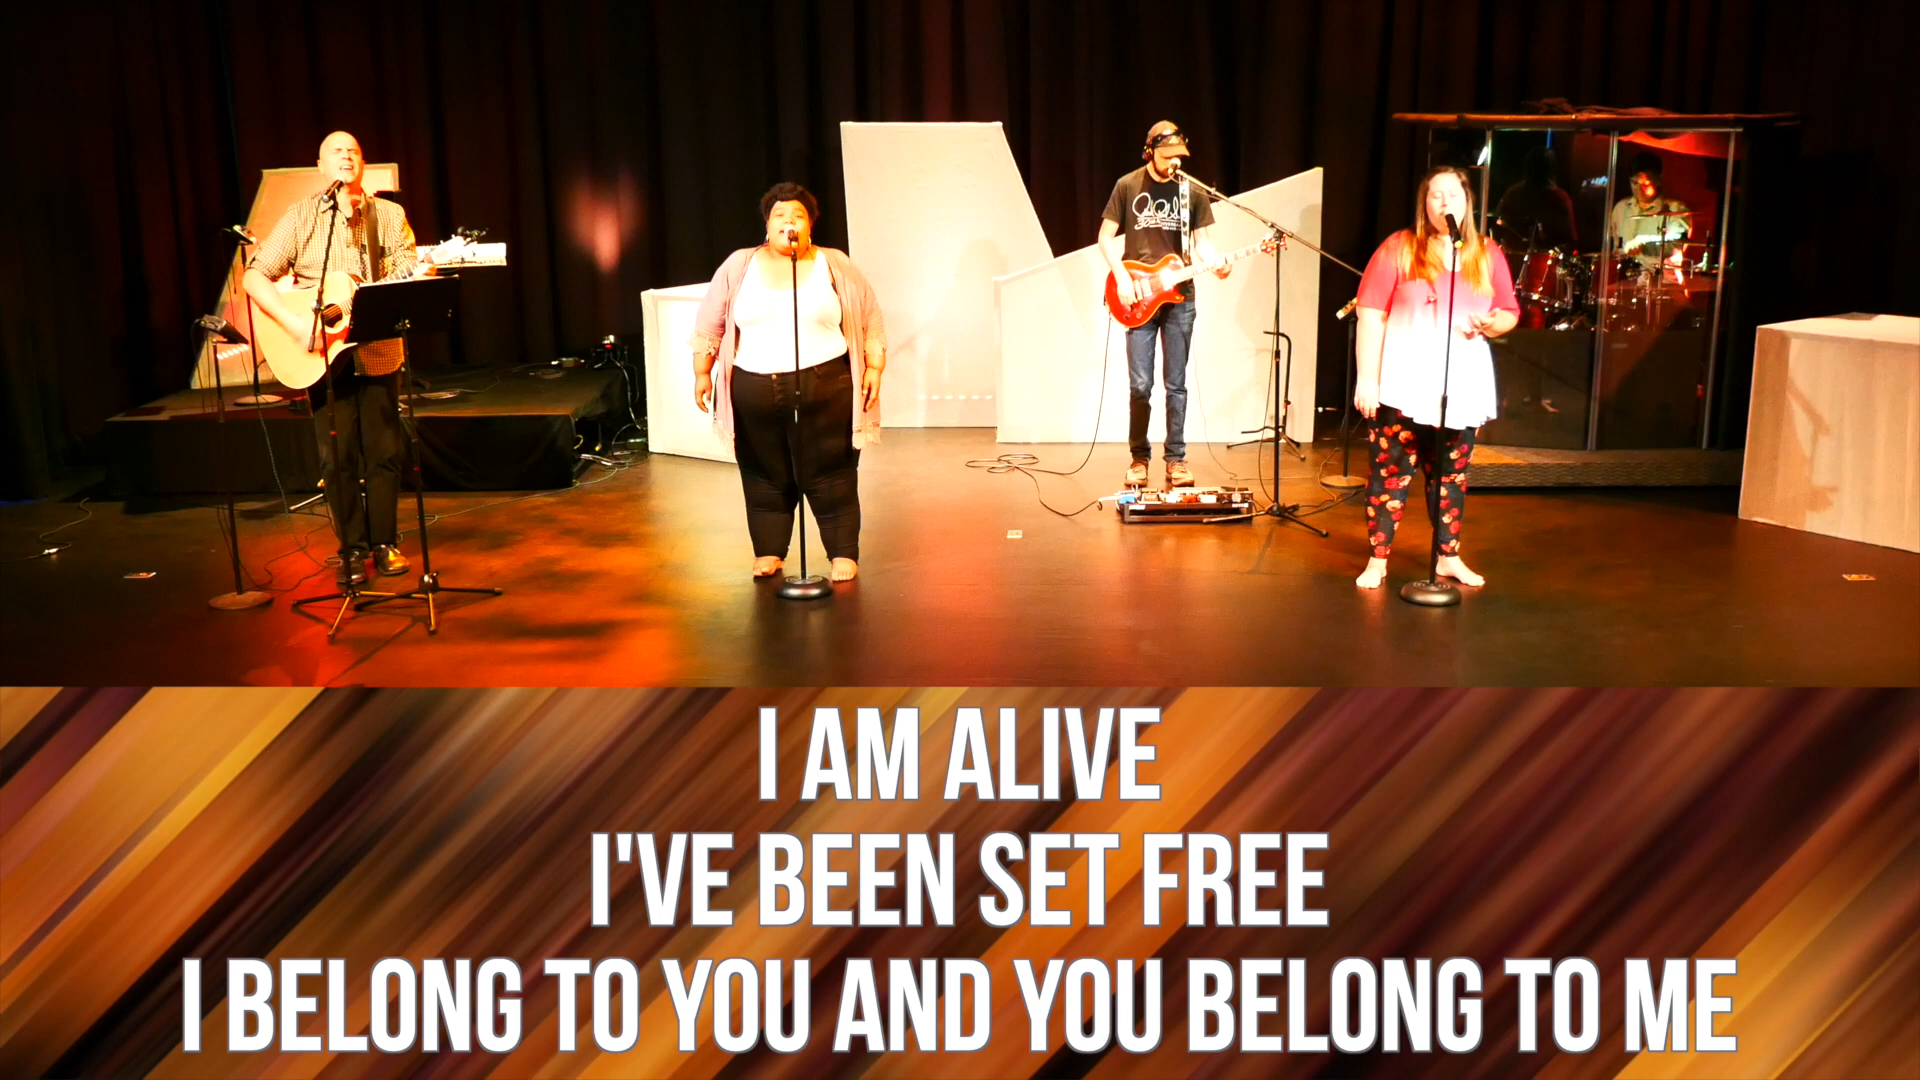 I AM ALIVE
I'VE BEEN SET FREE
I BELONG TO YOU AND YOU BELONG TO ME